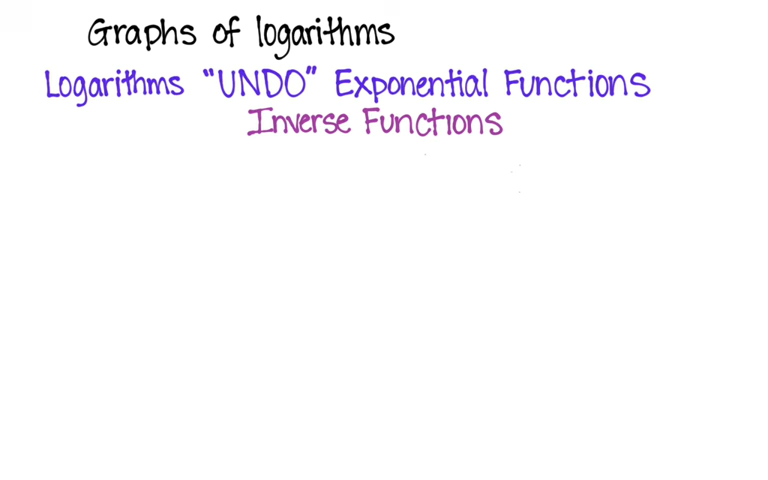 Graphs of logarithms
Logarithms "UNDO" Exponential Functions
Inverse Functions